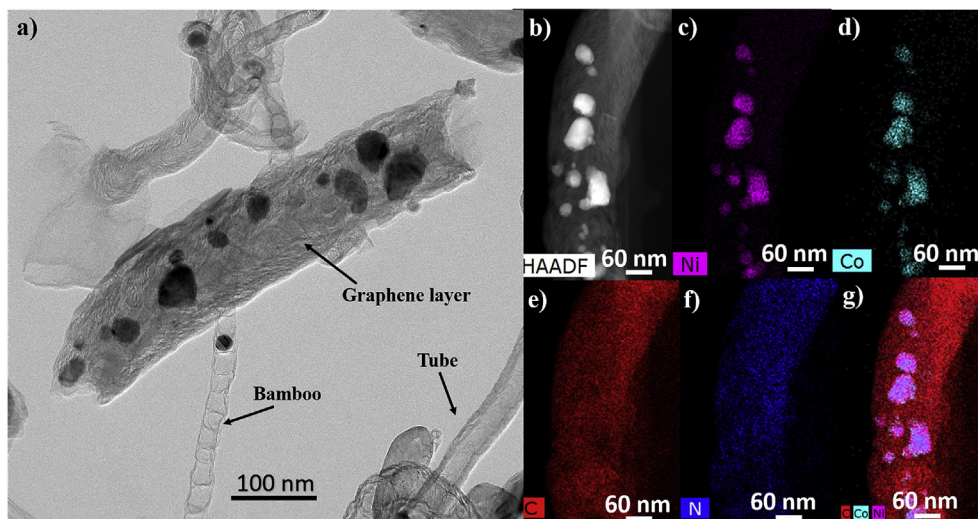 a)
Graphene layer
Tube
Bamboo
100 nm
b)
HAADF
60 nm
c)
Ni
60 nm
d)
Co
60 nm
e)
C
60 nm
f)
N
60 nm
g)
C Co Ni
60 nm